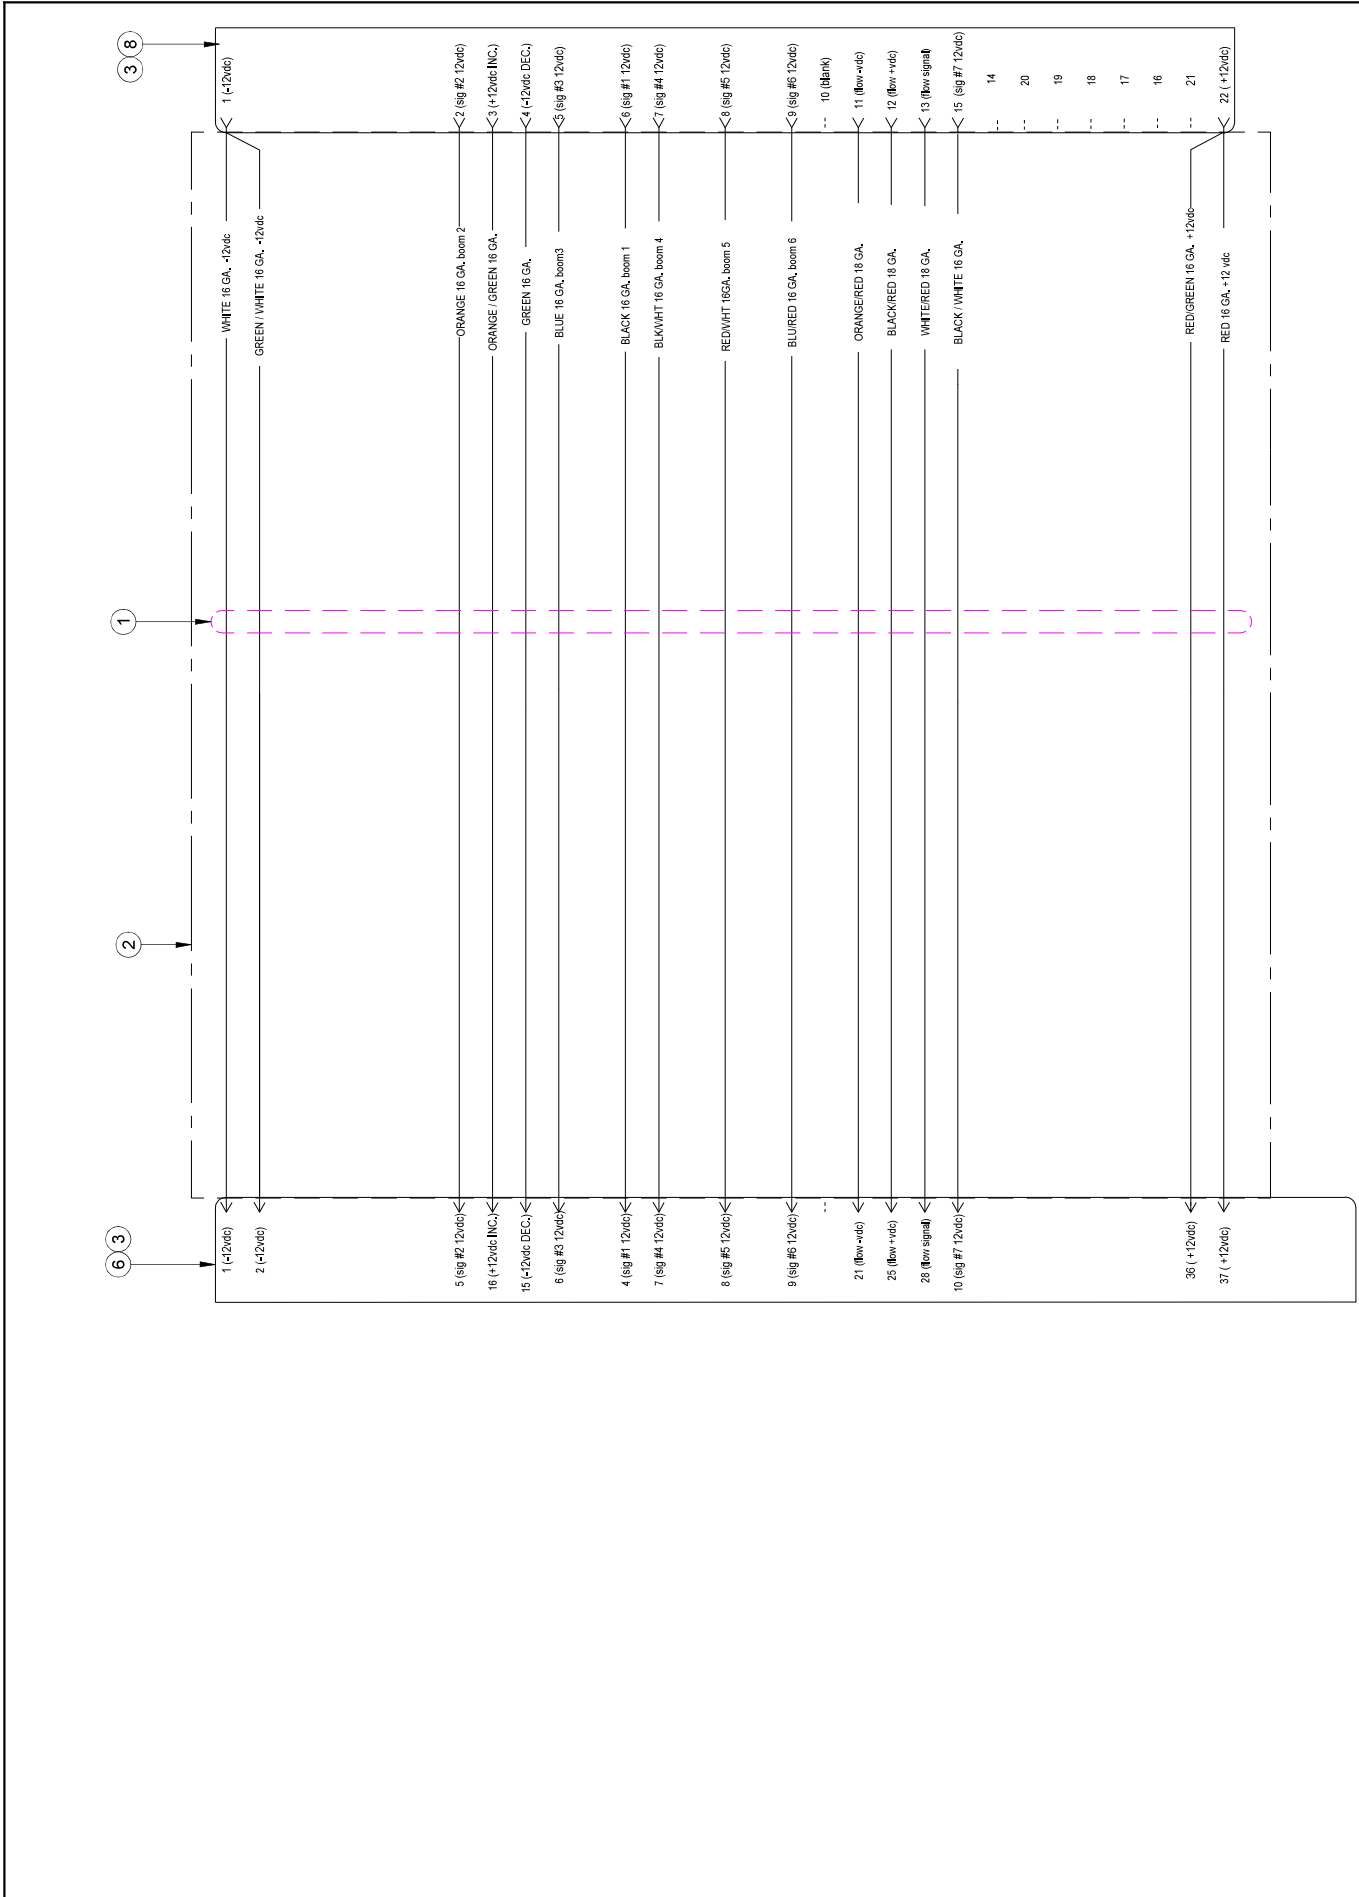 8
3
1 (-12vdc)
2 (sig #2 12vdc)
3 (+12vdc INC.)
4 (-12vdc DEC.)
5 (sig #3 12vdc)
6 (sig #1 12vdc)
7 (sig #4 12vdc)
8 (sig #5 12vdc)
9 (sig #6 12vdc)
10 (blank)
11 (flow -vdc)
12 (flow +vdc)
13 (flow signal)
15 (sig #7 12vdc)
14
20
19
18
17
16
21
22 ( +12vdc)
WHITE 16 GA. -12vdc
GREEN / WHITE 16 GA. -12vdc
ORANGE 16 GA. boom 2
ORANGE / GREEN 16 GA.
GREEN 16 GA.
BLUE 16 GA. boom3
BLACK 16 GA. boom 1
BLK/WHT 16 GA. boom 4
RED/WHT 16GA. boom 5
BLU/RED 16 GA. boom 6
ORANGE/RED 18 GA.
BLACK/RED 18 GA.
WHITE/RED 18 GA.
BLACK / WHITE 16 GA.
RED/GREEN 16 GA. +12vdc
RED 16 GA. +12 vdc
1
2
6
3
1 (-12vdc)
2 (-12vdc)
5 (sig #2 12vdc)
16 (+12vdc INC.)
15 (-12vdc DEC.)
6 (sig #3 12vdc)
4 (sig #1 12vdc)
7 (sig #4 12vdc)
8 (sig #5 12vdc)
9 (sig #6 12vdc)
21 (flow -vdc)
25 (flow +vdc)
28 (flow signal)
10 (sig #7 12vdc)
36 ( +12vdc)
37 ( +12vdc)